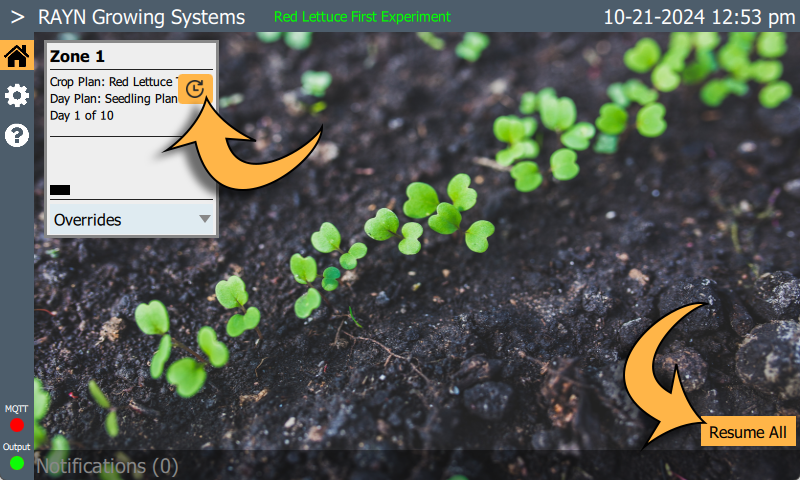 > RAYN Growing Systems
Red Lettuce First Experiment
10-21-2024 12:53 pm
Zone 1
Crop Plan: Red Lettuce
Day Plan: Seedling Plan
Day 1 of 10
Overrides
MQTT
Output
Resume All
Notifications (0)